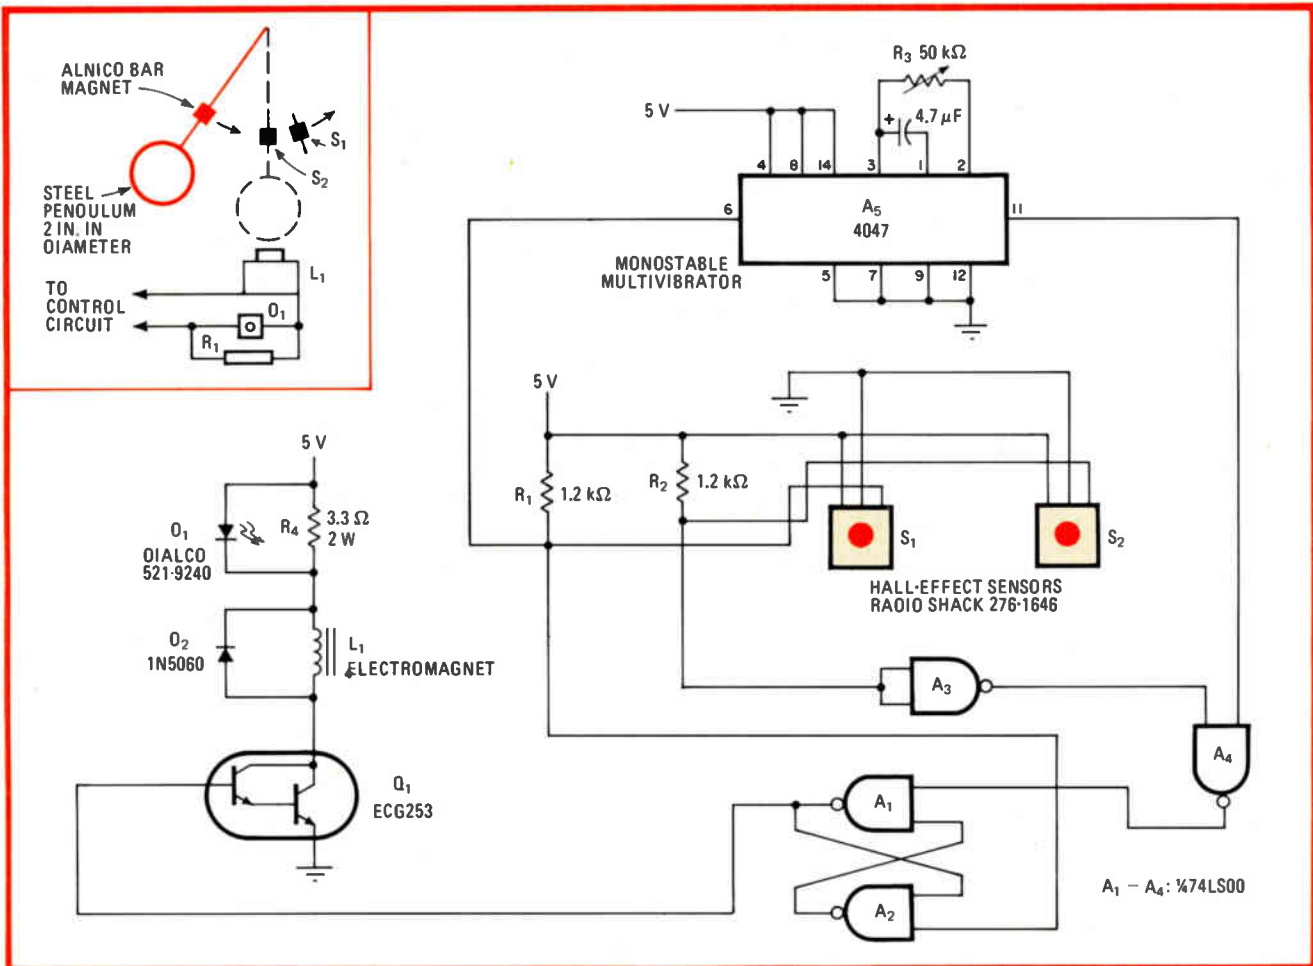 ALNICO BAR
MAGNET
S1
S2
STEEL
PENOULUM
2 IN. IN
OIAMETER
L1
TO
CONTROL
CIRCUIT
O1
R1
R3 50 kΩ
5 V
+
4.7 µF
4 8 14 3 1 2
6
A5
4047
11
MONOSTABLE
MULTIVIBRATOR
5 7 9 12
5 V
R1 1.2 kΩ
R2 1.2 kΩ
S1
S2
HALL-EFFECT SENSORS
RAOIO SHACK 276-1646
5 V
O1
OIALCO
521-9240
R4 3.3 Ω
2 W
O2
1N5060
L1
ELECTROMAGNET
A3
A4
Q1
ECG253
A1
A2
A1 – A4: ¼74LS00